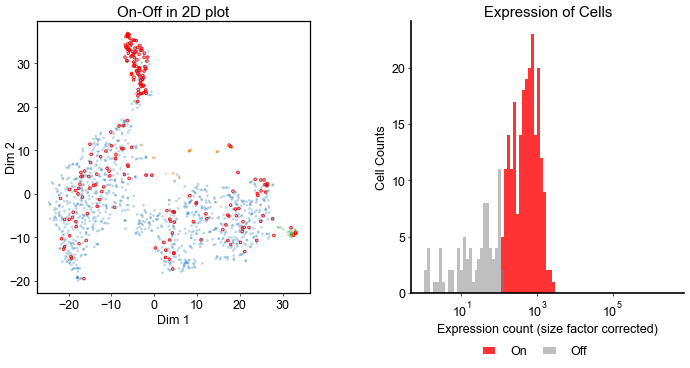 On-Off in 2D plot
Dim 2
30
20
10
0
−10
−20
−20 −10 0 10 20 30
Dim 1
Expression of Cells
Cell Counts
20
15
10
5
0
10^1 10^3 10^5
Expression count (size factor corrected)
On Off